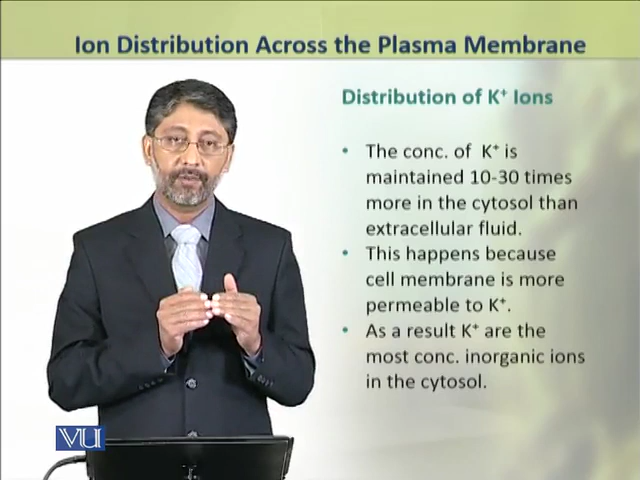 Ion Distribution Across the Plasma Membrane
Distribution of K⁺ Ions
• The conc. of K⁺ is
maintained 10-30 times
more in the cytosol than
extracellular fluid.
• This happens because
cell membrane is more
permeable to K⁺.
• As a result K⁺ are the
most conc. inorganic ions
in the cytosol.
VU